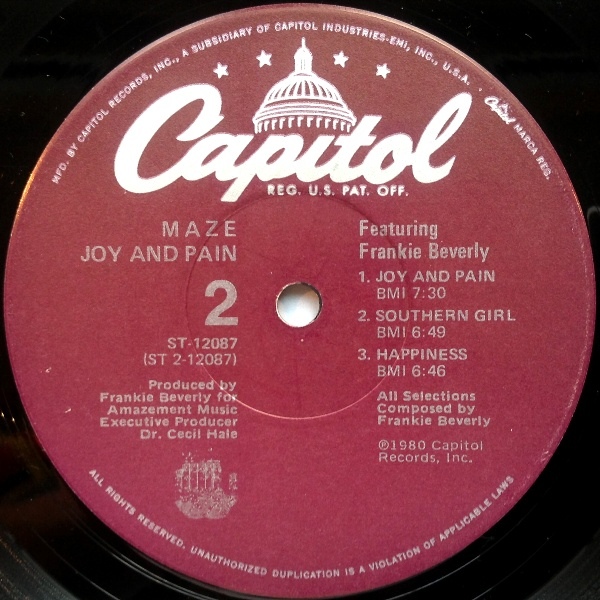 MFD. BY CAPITOL RECORDS, INC., A SUBSIDIARY OF CAPITOL INDUSTRIES-EMI, INC., U.S.A. . Capitol MARCA REG.
Capitol
REG. U.S. PAT. OFF.
MAZE
JOY AND PAIN
2
ST-12087
(ST 2-12087)
Produced by
Frankie Beverly for
Amazement Music
Executive Producer
Dr. Cecil Hale
Featuring
Frankie Beverly
1. JOY AND PAIN
BMI 7:30
2. SOUTHERN GIRL
BMI 6:49
3. HAPPINESS
BMI 6:46
All Selections
Composed by
Frankie Beverly
℗1980 Capitol
Records, Inc.
ALL RIGHTS RESERVED. UNAUTHORIZED DUPLICATION IS A VIOLATION OF APPLICABLE LAWS